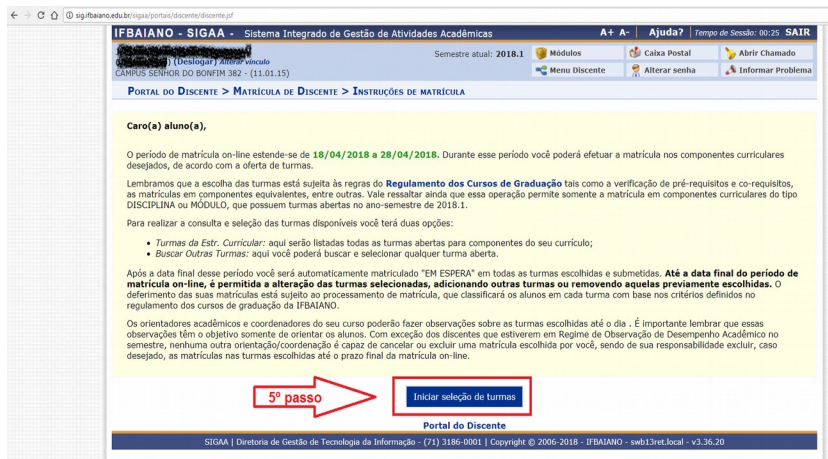 sig.ifbaiano.edu.br/sigaa/portais/discente/discente.jsf
IFBAIANO - SIGAA - Sistema Integrado de Gestão de Atividades Acadêmicas A+ A- Ajuda? Tempo de Sessão: 00:25 SAIR
Semestre atual: 2018.1 Módulos Caixa Postal Abrir Chamado
(Deslogar) Alterar vínculo
CAMPUS SENHOR DO BONFIM 382 - (11.01.15) Menu Discente Alterar senha Informar Problema
Portal do Discente > Matrícula de Discente > Instruções de matrícula
Caro(a) aluno(a),
O período de matrícula on-line estende-se de 18/04/2018 a 28/04/2018. Durante esse período você poderá efetuar a matrícula nos componentes curriculares
desejados, de acordo com a oferta de turmas.
Lembramos que a escolha das turmas está sujeita às regras do Regulamento dos Cursos de Graduação tais como a verificação de pré-requisitos e co-requisitos,
as matrículas em componentes equivalentes, entre outras. Vale ressaltar ainda que essa operação permite somente a matrícula em componentes curriculares do tipo
DISCIPLINA ou MÓDULO, que possuem turmas abertas no ano-semestre de 2018.1.
Para realizar a consulta e seleção das turmas disponíveis você terá duas opções:
• Turmas da Estr. Curricular: aqui serão listadas todas as turmas abertas para componentes do seu currículo;
• Buscar Outras Turmas: aqui você poderá buscar e selecionar qualquer turma aberta.
Após a data final desse período você será automaticamente matriculado "EM ESPERA" em todas as turmas escolhidas e submetidas. Até a data final do período de
matrícula on-line, é permitida a alteração das turmas selecionadas, adicionando outras turmas ou removendo aquelas previamente escolhidas. O
deferimento das suas matrículas está sujeito ao processamento de matrícula, que classificará os alunos em cada turma com base nos critérios definidos no
regulamento dos cursos de graduação da IFBAIANO.
Os orientadores acadêmicos e coordenadores do seu curso poderão fazer observações sobre as turmas escolhidas até o dia . É importante lembrar que essas
observações têm o objetivo somente de orientar os alunos. Com exceção dos discentes que estiverem em Regime de Observação de Desempenho Acadêmico no
semestre, nenhuma outra orientação/coordenação é capaz de cancelar ou excluir uma matrícula escolhida por você, sendo de sua responsabilidade excluir, caso
desejado, as matrículas nas turmas escolhidas até o prazo final da matrícula on-line.
5º passo Iniciar seleção de turmas
Portal do Discente
SIGAA | Diretoria de Gestão de Tecnologia da Informação - (71) 3186-0001 | Copyright © 2006-2018 - IFBAIANO - swb13ret.local - v3.36.20